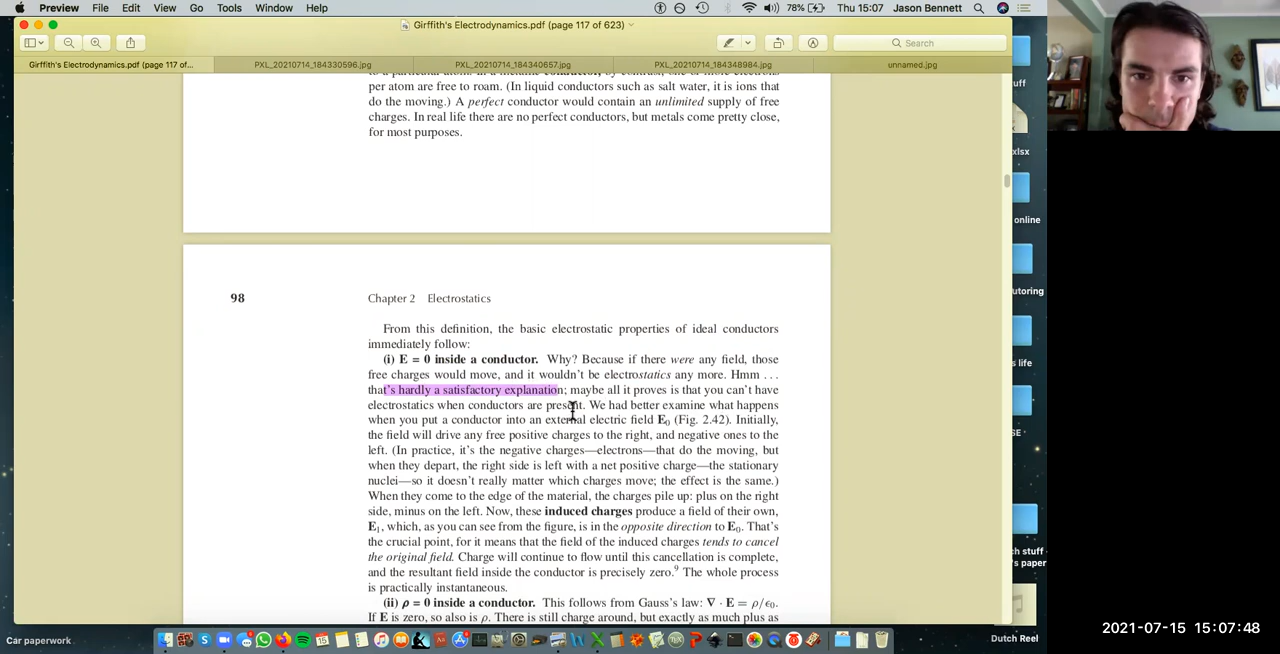 Preview File Edit View Go Tools Window Help 78% Thu 15:07 Jason Bennett
Girffith's Electrodynamics.pdf (page 117 of 623)
Search
Girffith's Electrodynamics.pdf (page 117 of... PXL_20210714_184330596.jpg PXL_20210714_184340657.jpg PXL_20210714_184348984.jpg unnamed.jpg
per atom are free to roam. (In liquid conductors such as salt water, it is ions that
do the moving.) A perfect conductor would contain an unlimited supply of free
charges. In real life there are no perfect conductors, but metals come pretty close,
for most purposes.
98 Chapter 2 Electrostatics
From this definition, the basic electrostatic properties of ideal conductors
immediately follow:
(i) E = 0 inside a conductor. Why? Because if there were any field, those
free charges would move, and it wouldn't be electrostatics any more. Hmm . . .
that's hardly a satisfactory explanation; maybe all it proves is that you can't have
electrostatics when conductors are present. We had better examine what happens
when you put a conductor into an external electric field E₀ (Fig. 2.42). Initially,
the field will drive any free positive charges to the right, and negative ones to the
left. (In practice, it's the negative charges—electrons—that do the moving, but
when they depart, the right side is left with a net positive charge—the stationary
nuclei—so it doesn't really matter which charges move; the effect is the same.)
When they come to the edge of the material, the charges pile up: plus on the right
side, minus on the left. Now, these induced charges produce a field of their own,
E₁, which, as you can see from the figure, is in the opposite direction to E₀. That's
the crucial point, for it means that the field of the induced charges tends to cancel
the original field. Charge will continue to flow until this cancellation is complete,
and the resultant field inside the conductor is precisely zero.⁹ The whole process
is practically instantaneous.
(ii) ρ = 0 inside a conductor. This follows from Gauss's law: ∇ · E = ρ/ϵ₀.
If E is zero, so also is ρ. There is still charge around, but exactly as much plus as
uff
xlsx
online
utoring
s life
SE
ch stuff
's paper
Dutch Reel
Car paperwork
2021-07-15 15:07:48